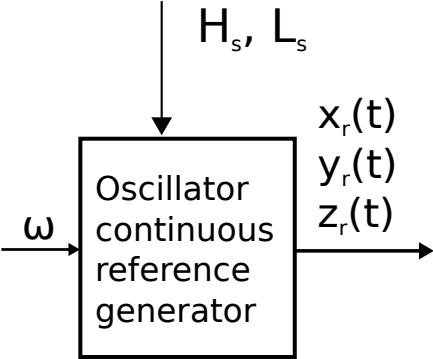 Hₛ, Lₛ
xᵣ(t)
yᵣ(t)
zᵣ(t)
ω
Oscillator
continuous
reference
generator